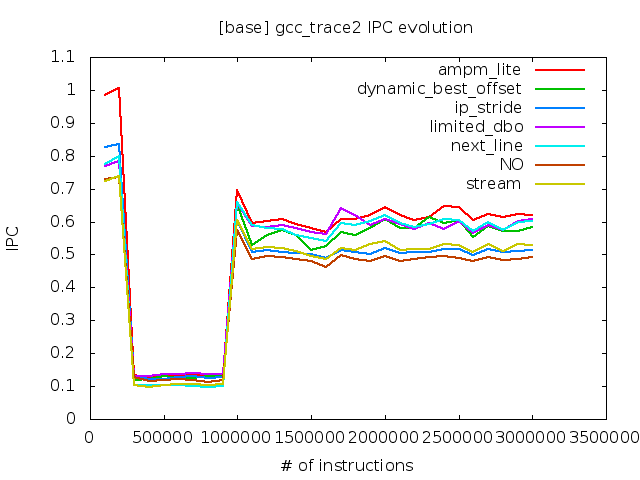 [base] gcc_trace2 IPC evolution
1.1
1
0.9
0.8
0.7
0.6
0.5
0.4
0.3
0.2
0.1
0
IPC
ampm_lite
dynamic_best_offset
ip_stride
limited_dbo
next_line
NO
stream
0 500000 1000000 1500000 2000000 2500000 3000000 3500000
# of instructions